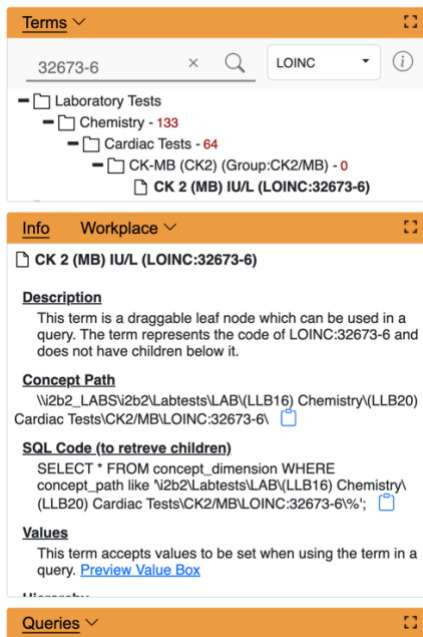 Terms
32673-6 × LOINC
Laboratory Tests
Chemistry - 133
Cardiac Tests - 64
CK-MB (CK2) (Group:CK2/MB) - 0
CK 2 (MB) IU/L (LOINC:32673-6)
Info Workplace
CK 2 (MB) IU/L (LOINC:32673-6)
Description
This term is a draggable leaf node which can be used in a
query. The term represents the code of LOINC:32673-6 and
does not have children below it.
Concept Path
\\i2b2_LABS\i2b2\Labtests\LAB\(LLB16) Chemistry\(LLB20)
Cardiac Tests\CK2/MB\LOINC:32673-6\
SQL Code (to retreve children)
SELECT * FROM concept_dimension WHERE
concept_path like '\i2b2\Labtests\LAB\(LLB16) Chemistry\
(LLB20) Cardiac Tests\CK2/MB\LOINC:32673-6\%';
Values
This term accepts values to be set when using the term in a
query. Preview Value Box
Hierarchy
Queries